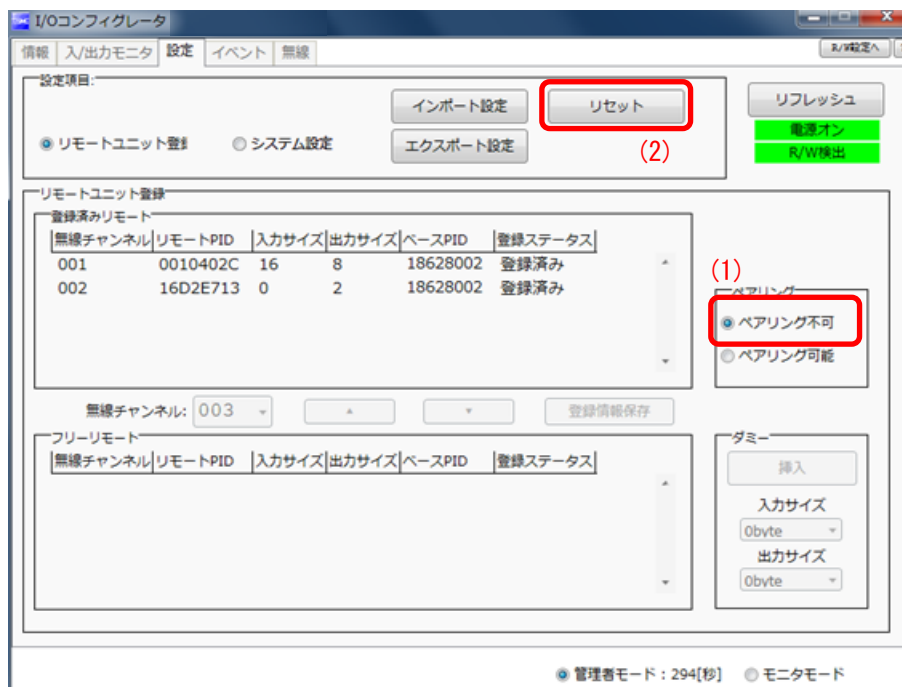 I/Oコンフィグレータ
情報 入/出力モニタ 設定 イベント 無線 R/W設定へ
設定項目:
インポート設定 リセット リフレッシュ
リモートユニット登 システム設定 エクスポート設定 (2) 電源オン
R/W検出
リモートユニット登録
登録済みリモート
無線チャンネル リモートPID 入力サイズ 出力サイズ ベースPID 登録ステータス
001 0010402C 16 8 18628002 登録済み
002 16D2E713 0 2 18628002 登録済み
(1)
ペアリング
ペアリング不可
ペアリング可能
無線チャンネル: 003 登録情報保存
フリーリモート
無線チャンネル リモートPID 入力サイズ 出力サイズ ベースPID 登録ステータス
ダミー
挿入
入力サイズ
0byte
出力サイズ
0byte
管理者モード:294[秒] モニタモード